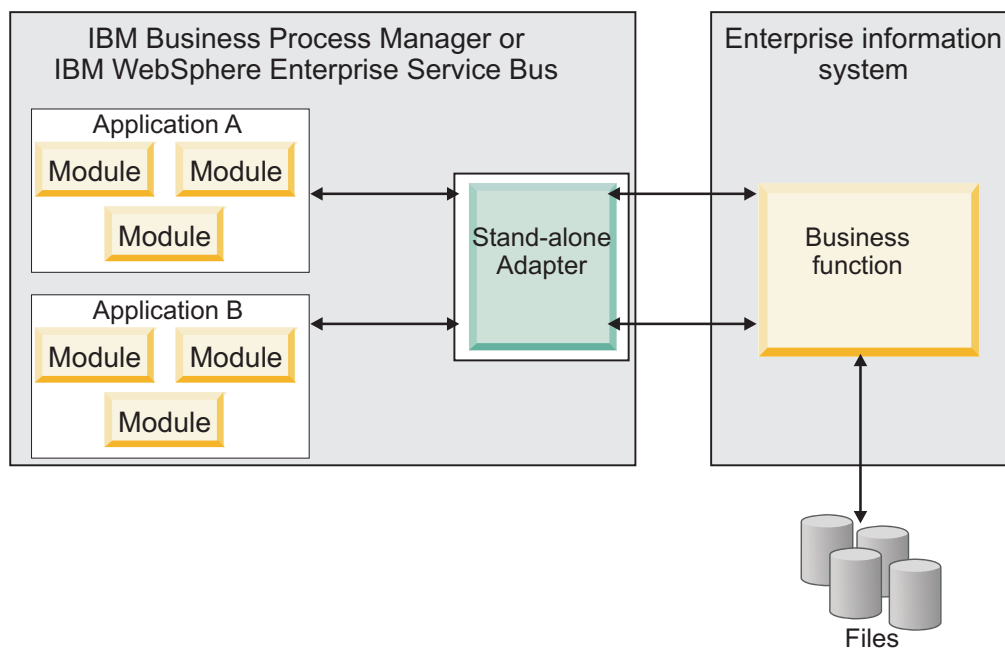 IBM Business Process Manager or
IBM WebSphere Enterprise Service Bus
Application A
Module
Module
Module
Application B
Module
Module
Module
Stand-alone
Adapter
Enterprise information
system
Business
function
Files